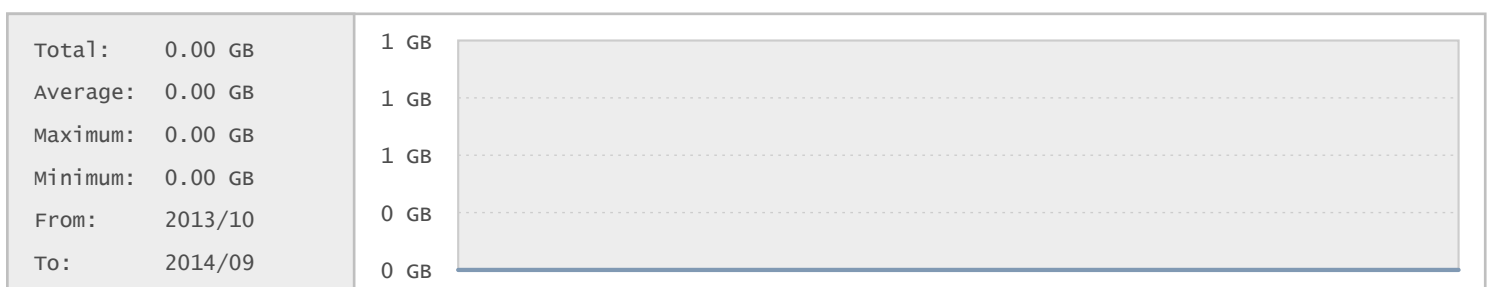 Total: 0.00 GB
Average: 0.00 GB
Maximum: 0.00 GB
Minimum: 0.00 GB
From: 2013/10
To: 2014/09
1 GB
1 GB
1 GB
0 GB
0 GB